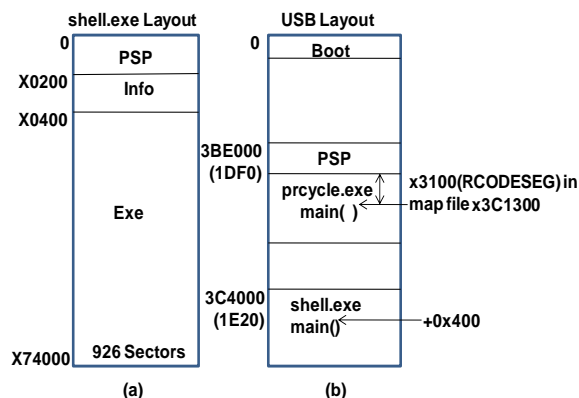 shell.exe Layout
0
PSP
X0200
Info
X0400
Exe
X74000
926 Sectors
(a)
USB Layout
0
Boot
3BE000
(1DF0)
PSP
prcycle.exe
main( )
x3100(RCODESEG) in
map file x3C1300
3C4000
(1E20)
shell.exe
main()
+0x400
(b)